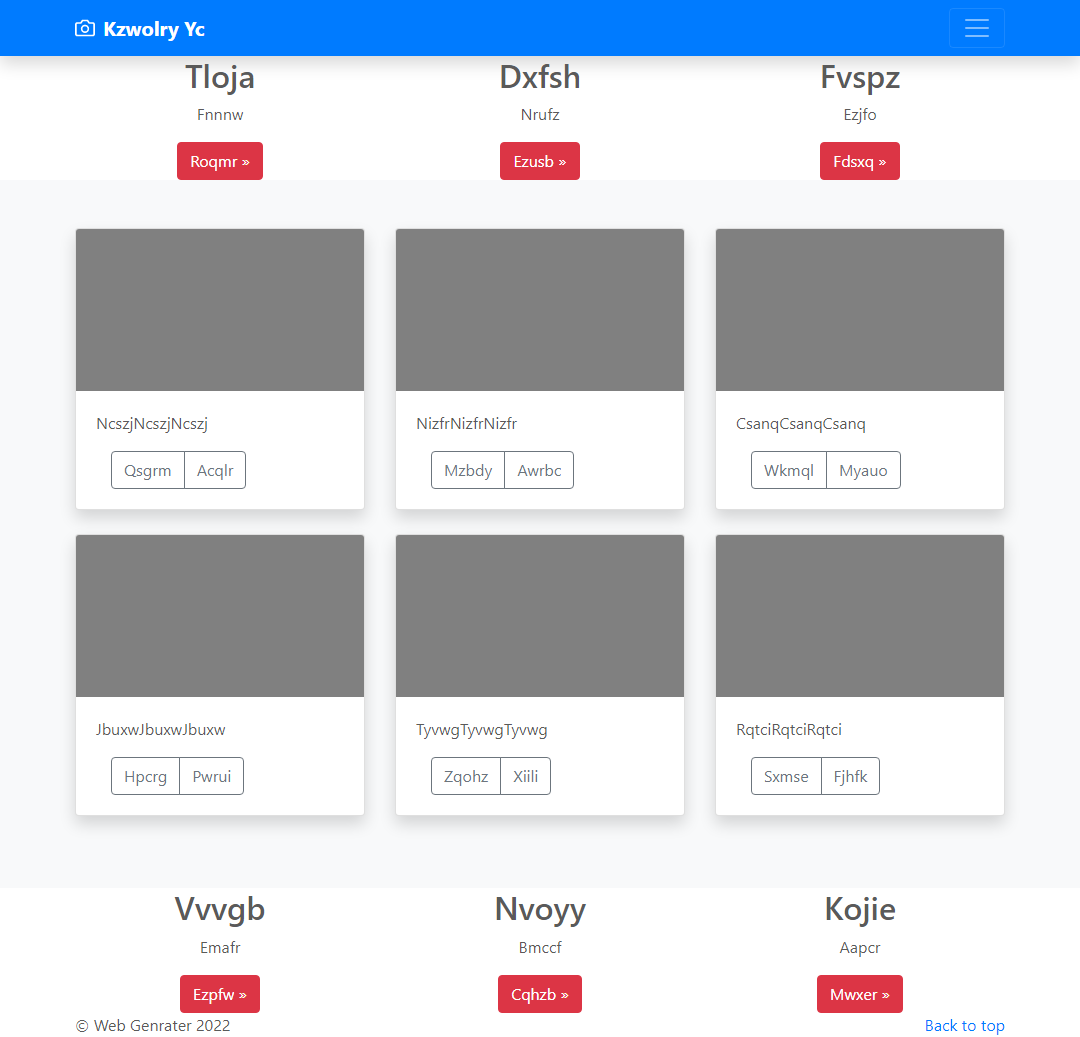 Kzwolry Yc
Tloja Dxfsh Fvspz
Fnnnw Nrufz Ezjfo
Roqmr » Ezusb » Fdsxq »
NcszjNcszjNcszj NizfrNizfrNizfr CsanqCsanqCsanq
Qsgrm Acqlr Mzbdy Awrbc Wkmql Myauo
JbuxwJbuxwJbuxw TyvwgTyvwgTyvwg RqtciRqtciRqtci
Hpcrg Pwrui Zqohz Xiili Sxmse Fjhfk
Vvvgb Nvoyy Kojie
Emafr Bmccf Aapcr
Ezpfw » Cqhzb » Mwxer »
© Web Genrater 2022 Back to top